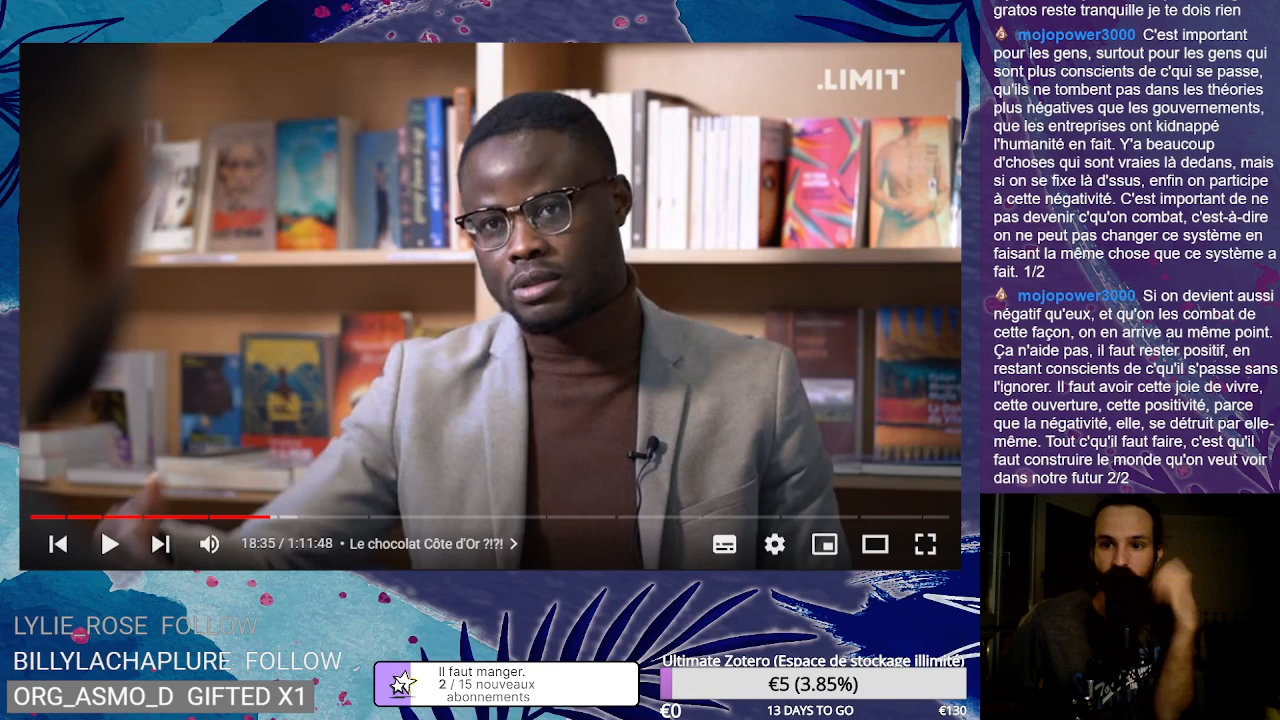 .LIMIT
18:35 / 1:11:48 • Le chocolat Côte d'Or ?!?!
gratos reste tranquille je te dois rien
mojopower3000 C'est important
pour les gens, surtout pour les gens qui
sont plus conscients de c'qui se passe,
qu'ils ne tombent pas dans les théories
plus négatives que les gouvernements,
que les entreprises ont kidnappé
l'humanité en fait. Y'a beaucoup
d'choses qui sont vraies là dedans, mais
si on se fixe là d'ssus, enfin on participe
à cette négativité. C'est important de ne
pas devenir c'qu'on combat, c'est-à-dire
on ne peut pas changer ce système en
faisant la même chose que ce système a
fait. 1/2
mojopower3000 Si on devient aussi
négatif qu'eux, et qu'on les combat de
cette façon, on en arrive au même point.
Ça n'aide pas, il faut rester positif, en
restant conscients de c'qu'il s'passe sans
l'ignorer. Il faut avoir cette joie de vivre,
cette ouverture, cette positivité, parce
que la négativité, elle, se détruit par elle-
même. Tout c'qu'il faut faire, c'est qu'il
faut construire le monde qu'on veut voir
dans notre futur 2/2
LYLIE_ROSE FOLLOW
BILLYLACHAPLURE FOLLOW
ORG_ASMO_D GIFTED X1
Il faut manger.
2 / 15 nouveaux
abonnements
Ultimate Zotero (Espace de stockage illimité)
€5 (3.85%)
€0 13 DAYS TO GO €130